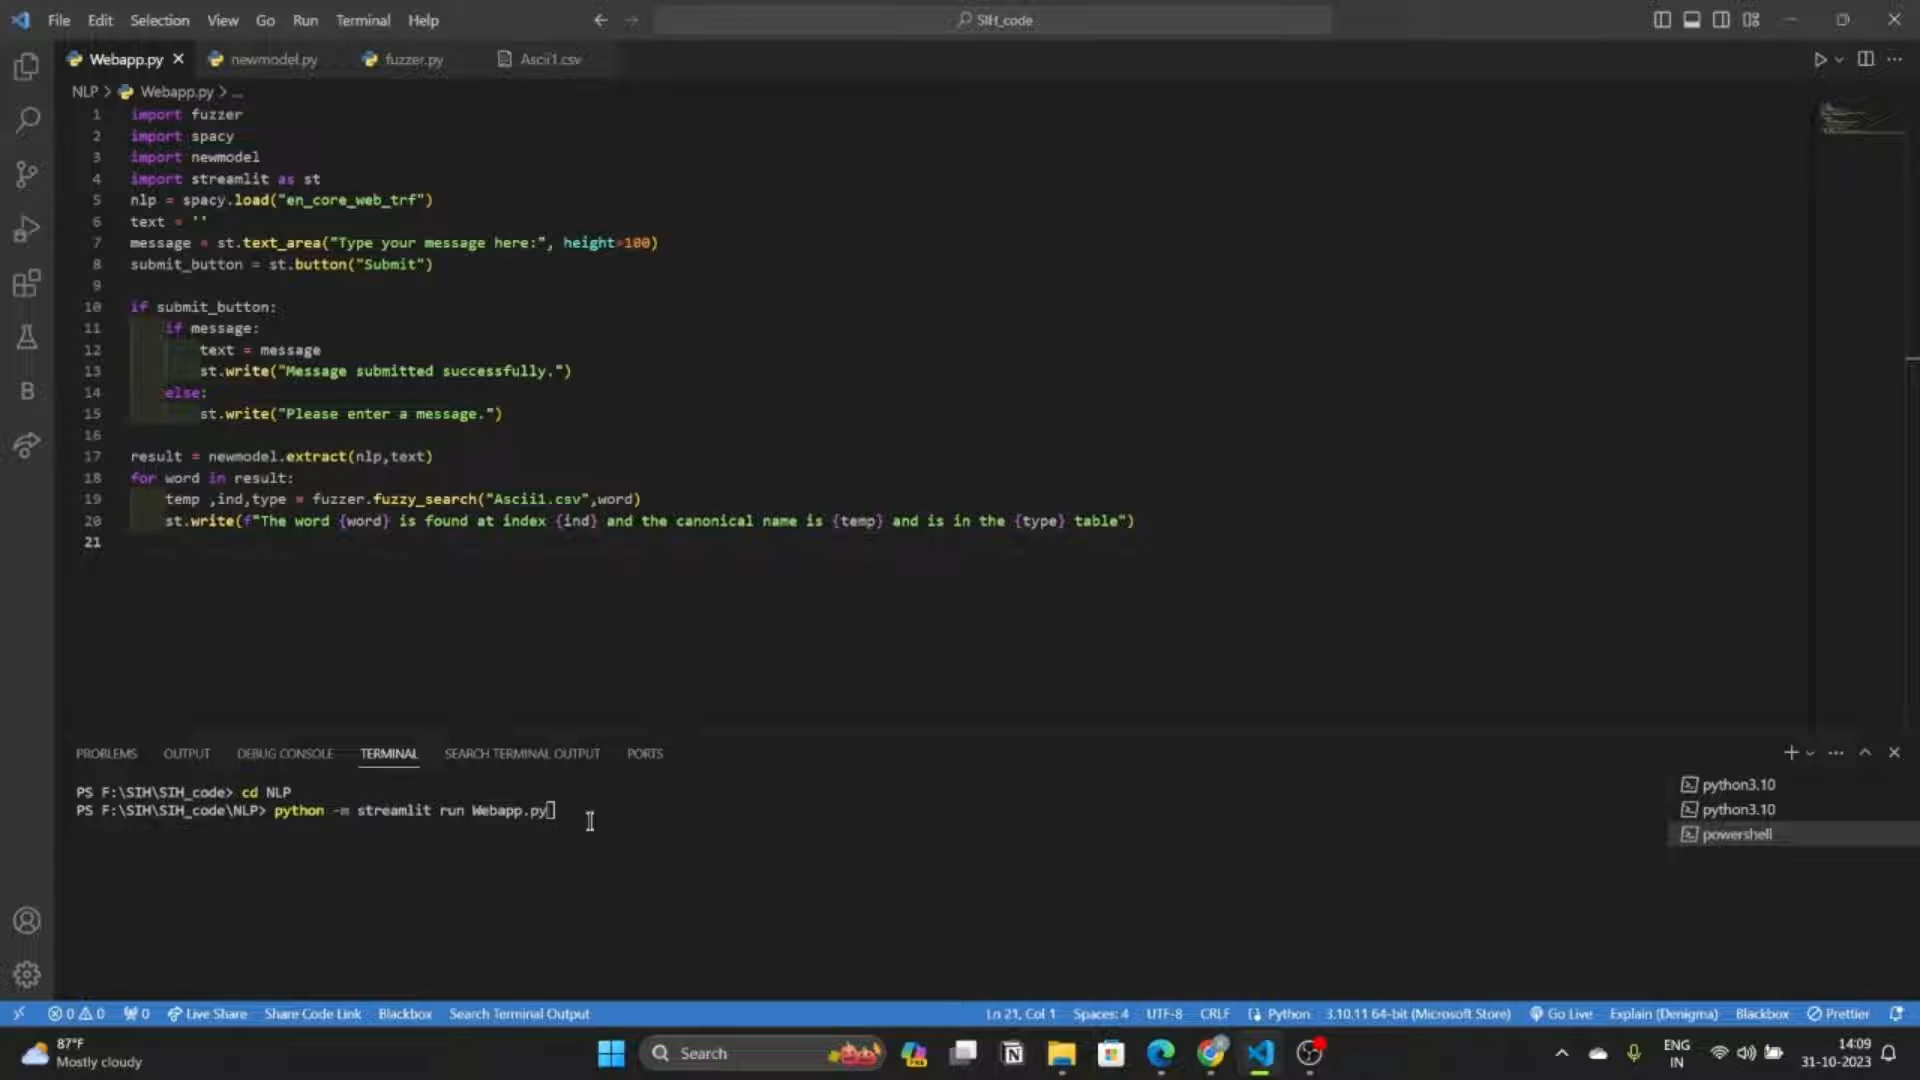 File Edit Selection View Go Run Terminal Help
SIH_code
Webapp.py newmodel.py fuzzer.py Ascii1.csv
NLP > Webapp.py > ...
1 import fuzzer
2 import spacy
3 import newmodel
4 import streamlit as st
5 nlp = spacy.load("en_core_web_trf")
6 text = ''
7 message = st.text_area("Type your message here:", height=100)
8 submit_button = st.button("Submit")
9
10 if submit_button:
11 if message:
12 text = message
13 st.write("Message submitted successfully.")
14 else:
15 st.write("Please enter a message.")
16
17 result = newmodel.extract(nlp,text)
18 for word in result:
19 temp ,ind,type = fuzzer.fuzzy_search("Ascii1.csv",word)
20 st.write(f"The word {word} is found at index {ind} and the canonical name is {temp} and is in the {type} table")
21
PROBLEMS OUTPUT DEBUG CONSOLE TERMINAL SEARCH TERMINAL OUTPUT PORTS
PS F:\SIH\SIH_code> cd NLP
PS F:\SIH\SIH_code\NLP> python -m streamlit run Webapp.py
python3.10
python3.10
powershell
0 0 0 Live Share Share Code Link Blackbox Search Terminal Output Ln 21, Col 1 Spaces: 4 UTF-8 CRLF Python 3.10.11 64-bit (Microsoft Store) Go Live Explain (Denigma) Blackbox Prettier
87°F
Mostly cloudy
Search
ENG
IN
14:09
31-10-2023